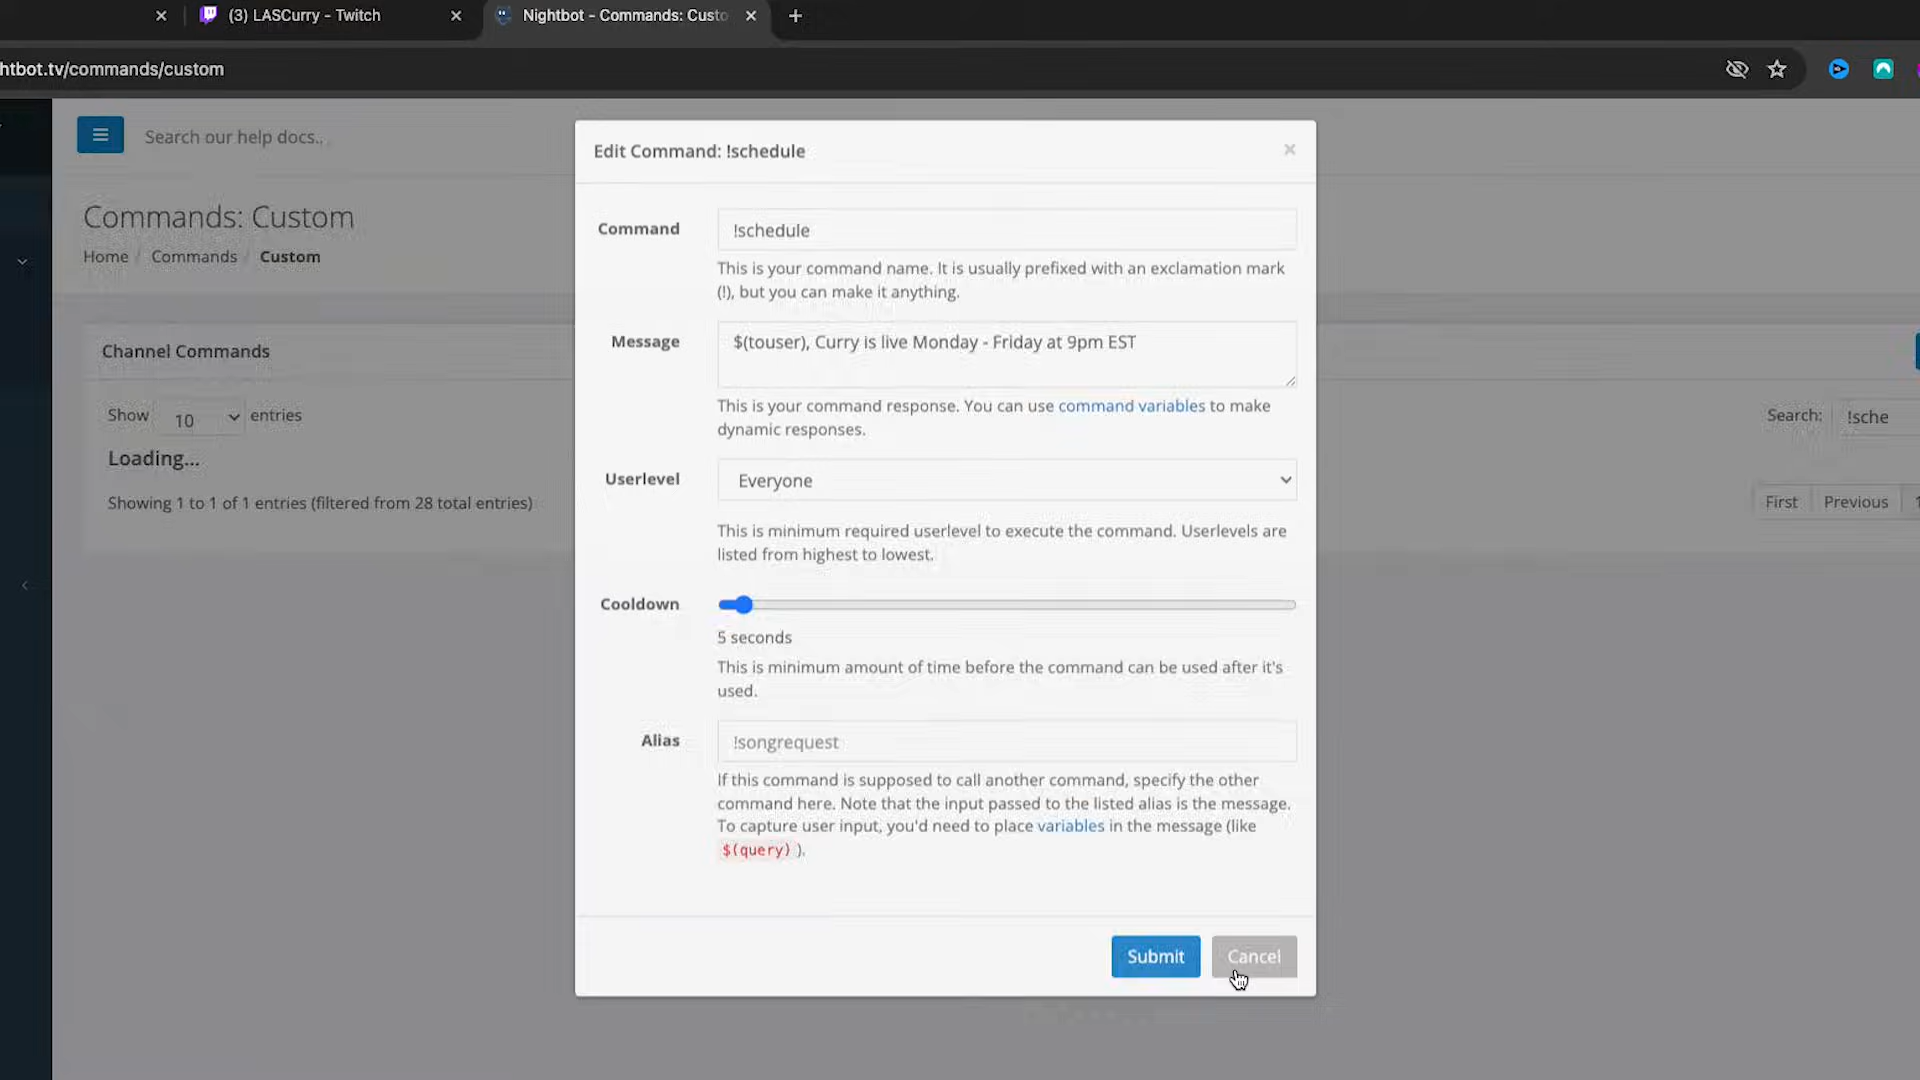 (3) LASCurry - Twitch
Nightbot - Commands: Custo
htbot.tv/commands/custom
Search our help docs..
Commands: Custom
Home / Commands / Custom
Channel Commands
Show 10 entries
Search: !sche
Loading...
Showing 1 to 1 of 1 entries (filtered from 28 total entries)
First Previous 1
Edit Command: !schedule
×
Command
!schedule
This is your command name. It is usually prefixed with an exclamation mark
(!), but you can make it anything.
Message
$(touser), Curry is live Monday - Friday at 9pm EST
This is your command response. You can use command variables to make
dynamic responses.
Userlevel
Everyone
This is minimum required userlevel to execute the command. Userlevels are
listed from highest to lowest.
Cooldown
5 seconds
This is minimum amount of time before the command can be used after it's
used.
Alias
!songrequest
If this command is supposed to call another command, specify the other
command here. Note that the input passed to the listed alias is the message.
To capture user input, you'd need to place variables in the message (like
$(query) ).
Submit
Cancel